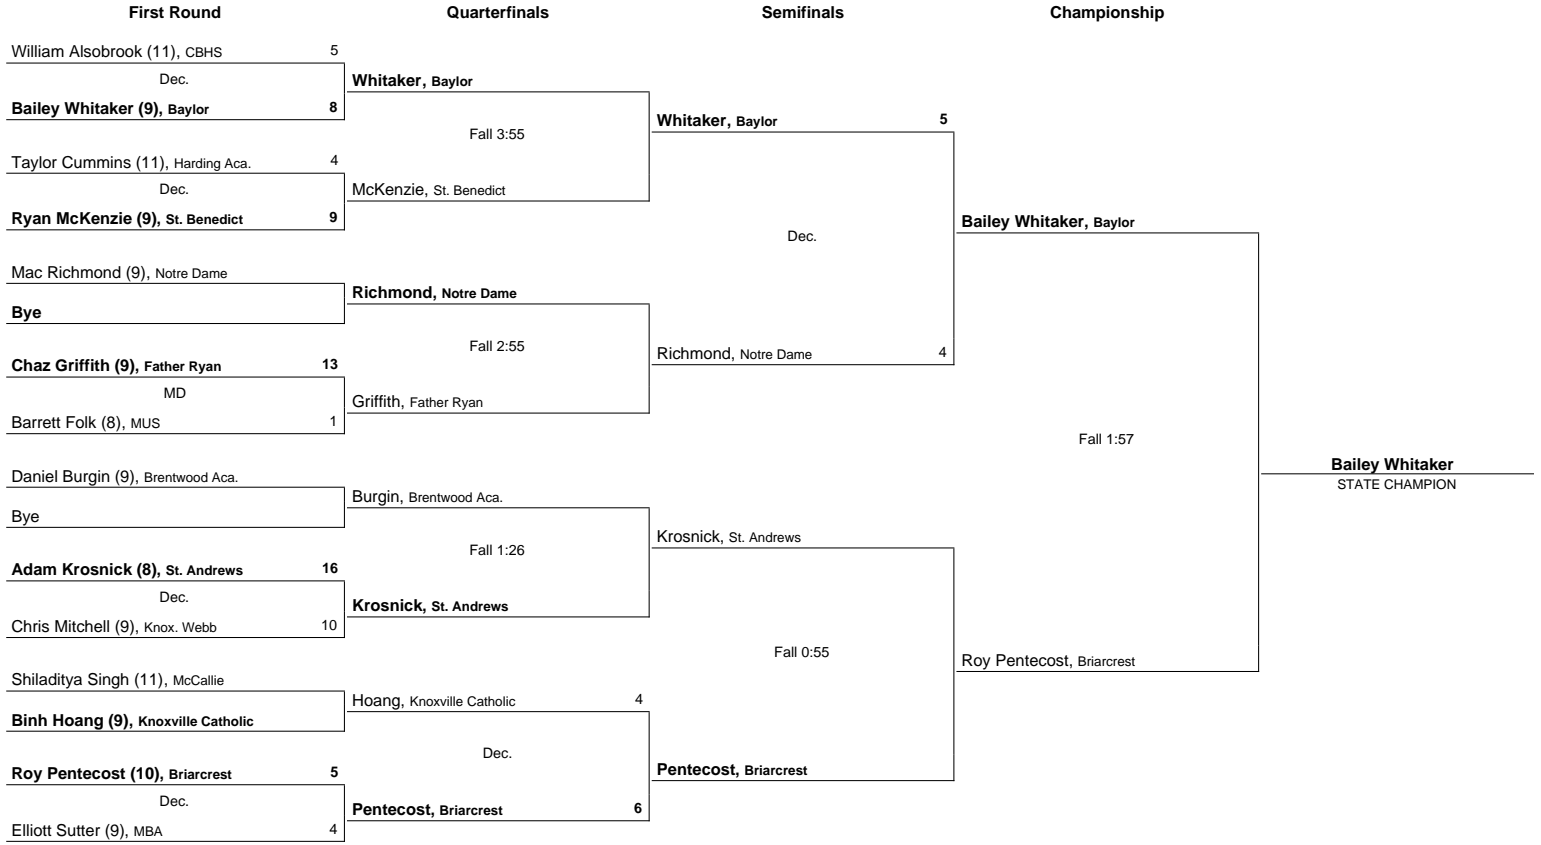 First Round Quarterfinals Semifinals Championship
William Alsobrook (11), CBHS 5
Dec.
Bailey Whitaker (9), Baylor 8
Taylor Cummins (11), Harding Aca. 4
Dec.
Ryan McKenzie (9), St. Benedict 9
Mac Richmond (9), Notre Dame
Bye
Chaz Griffith (9), Father Ryan 13
MD
Barrett Folk (8), MUS 1
Daniel Burgin (9), Brentwood Aca.
Bye
Adam Krosnick (8), St. Andrews 16
Dec.
Chris Mitchell (9), Knox. Webb 10
Shiladitya Singh (11), McCallie
Binh Hoang (9), Knoxville Catholic
Roy Pentecost (10), Briarcrest 5
Dec.
Elliott Sutter (9), MBA 4
Whitaker, Baylor
Fall 3:55
McKenzie, St. Benedict
Richmond, Notre Dame
Fall 2:55
Griffith, Father Ryan
Burgin, Brentwood Aca.
Fall 1:26
Krosnick, St. Andrews
Hoang, Knoxville Catholic 4
Dec.
Pentecost, Briarcrest 6
Whitaker, Baylor 5
Dec.
Richmond, Notre Dame 4
Krosnick, St. Andrews
Fall 0:55
Pentecost, Briarcrest
Bailey Whitaker, Baylor
Fall 1:57
Roy Pentecost, Briarcrest
Bailey Whitaker
STATE CHAMPION